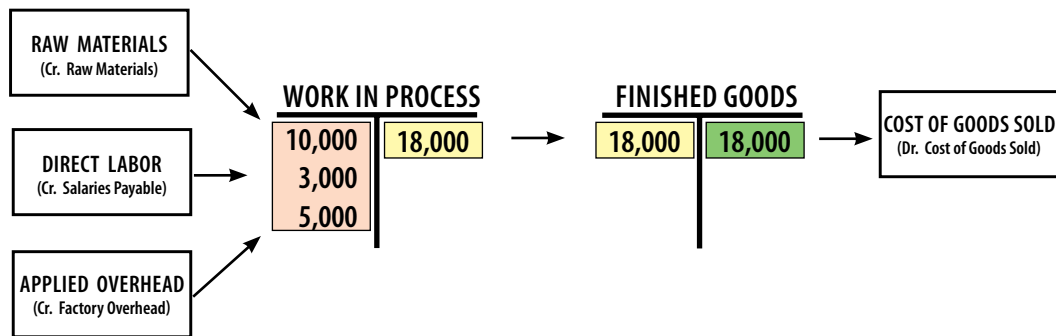 RAW MATERIALS
(Cr. Raw Materials)
DIRECT LABOR
(Cr. Salaries Payable)
APPLIED OVERHEAD
(Cr. Factory Overhead)
WORK IN PROCESS
10,000 18,000
3,000
5,000
FINISHED GOODS
18,000 18,000
COST OF GOODS SOLD
(Dr. Cost of Goods Sold)